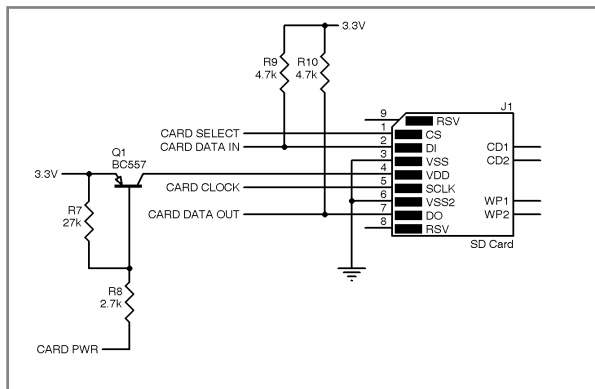 3.3V
R9
4.7k
R10
4.7k
J1
9
RSV
CARD SELECT
1
CS
CARD DATA IN
2
DI
CD1
3
VSS
CD2
Q1
BC557
3.3V
4
VDD
CARD CLOCK
5
SCLK
6
VSS2
WP1
CARD DATA OUT
7
DO
WP2
8
RSV
SD Card
R7
27k
R8
2.7k
CARD PWR